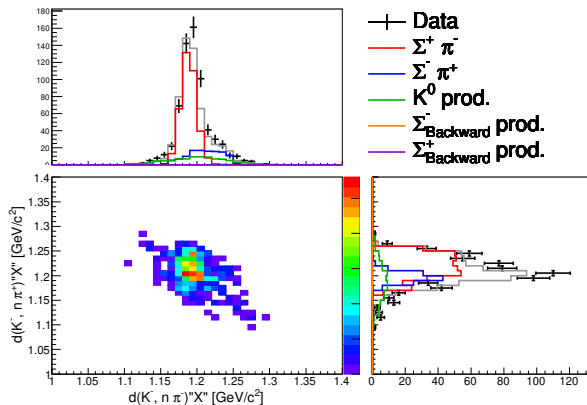 180
160
140
120
100
80
60
40
20
0
Data
Σ⁺ π⁻
Σ⁻ π⁺
K⁰ prod.
Σ⁻Backward prod.
Σ⁺Backward prod.
d(K⁻, n π⁺)"X" [GeV/c²]
1.4
1.35
1.3
1.25
1.2
1.15
1.1
1.05
1
1 1.05 1.1 1.15 1.2 1.25 1.3 1.35 1.4
d(K⁻, n π⁻)"X" [GeV/c²]
0 20 40 60 80 100 120